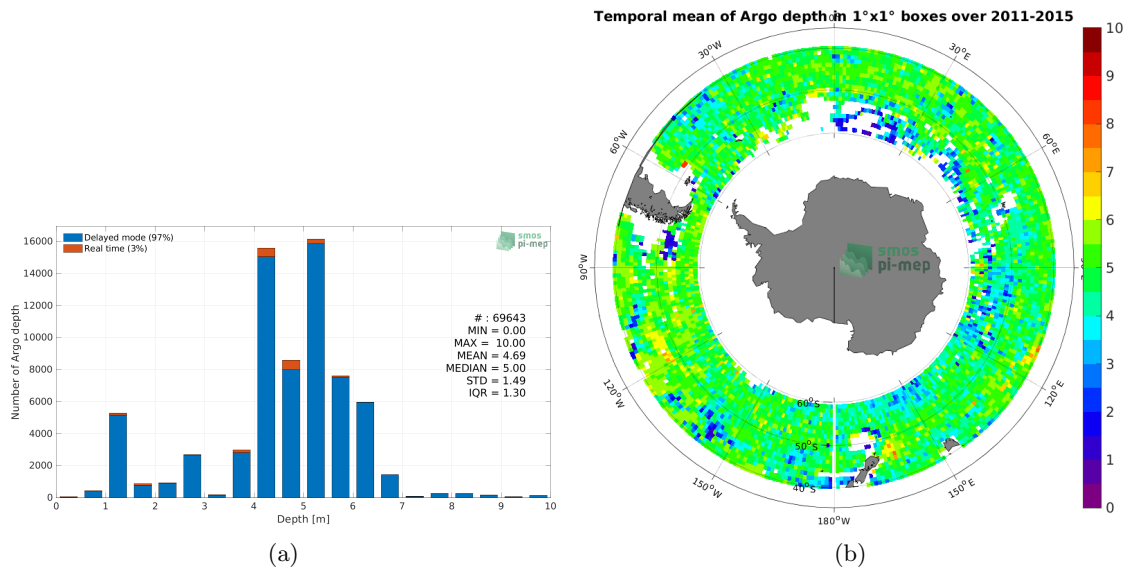 Delayed mode (97%)
Real time (3%)
smos
pi-mep
# : 69643
MIN = 0.00
MAX = 10.00
MEAN = 4.69
MEDIAN = 5.00
STD = 1.49
IQR = 1.30
Number of Argo depth
16000
14000
12000
10000
8000
6000
4000
2000
0
0 1 2 3 4 5 6 7 8 9 10
Depth [m]
(a)
Temporal mean of Argo depth in 1°x1° boxes over 2011-2015
30°W
30°E
60°W
60°E
90°W
120°W
120°E
150°W
150°E
180°W
60°S
50°S
40°S
smos
pi-mep
10
9
8
7
6
5
4
3
2
1
0
(b)